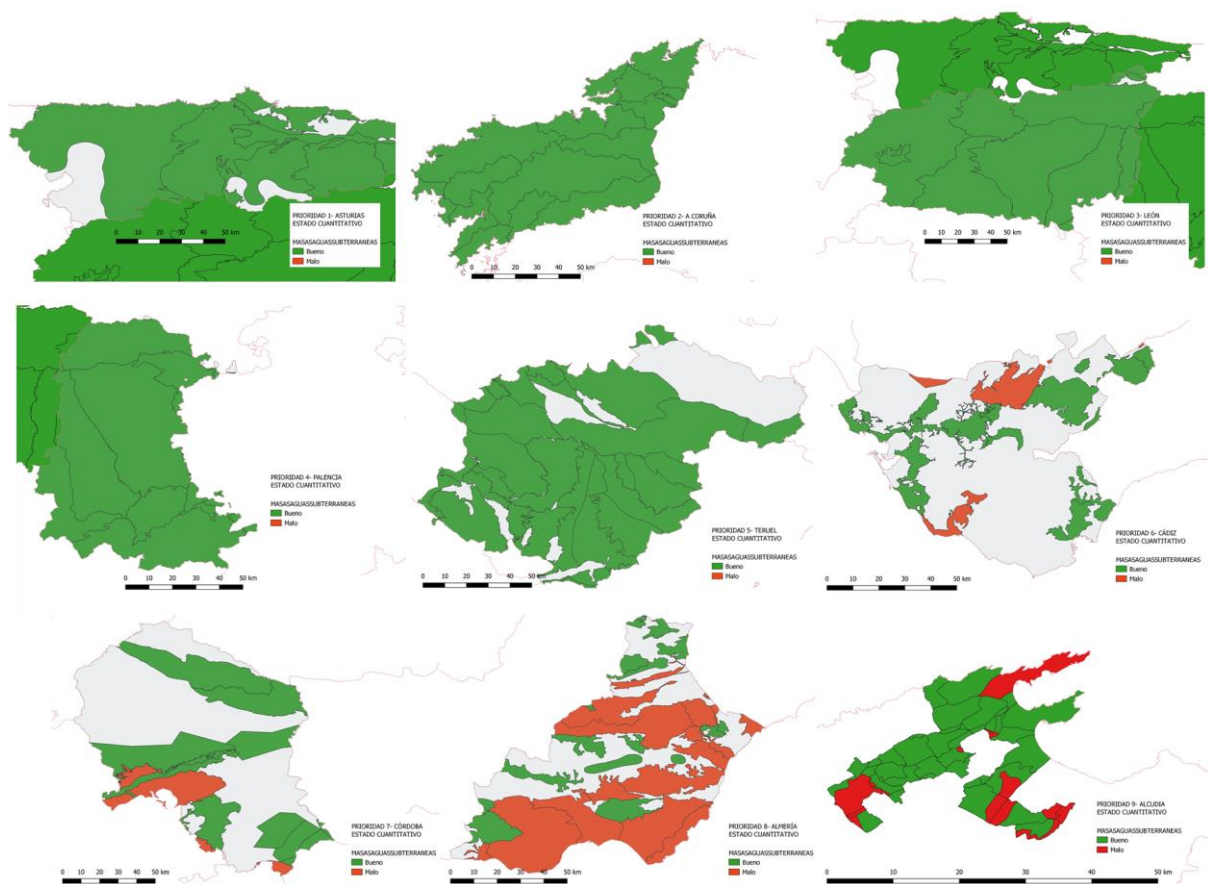 PRIORIDAD 1- ASTURIAS
ESTADO CUANTITATIVO
0 10 20 30 40 50 km
MASASAGUASSUBTERRANEAS
Bueno
Malo
PRIORIDAD 2- A CORUÑA
ESTADO CUANTITATIVO
MASASAGUASSUBTERRANEAS
Bueno
Malo
0 10 20 30 40 50 km
PRIORIDAD 3- LEÓN
ESTADO CUANTITATIVO
0 10 20 30 40 50 km
MASASAGUASSUBTERRANEAS
Bueno
Malo
PRIORIDAD 4- PALENCIA
ESTADO CUANTITATIVO
MASASAGUASSUBTERRANEAS
Bueno
Malo
0 10 20 30 40 50 km
PRIORIDAD 5- TERUEL
ESTADO CUANTITATIVO
MASASAGUASSUBTERRANEAS
Bueno
Malo
0 10 20 30 40 50 km
PRIORIDAD 6- CÁDIZ
ESTADO CUANTITATIVO
MASASAGUASSUBTERRANEAS
Bueno
Malo
0 10 20 30 40 50 km
PRIORIDAD 7- CÓRDOBA
ESTADO CUANTITATIVO
MASASAGUASSUBTERRANEAS
Bueno
Malo
0 10 20 30 40 50 km
PRIORIDAD 8- ALMERÍA
ESTADO CUANTITATIVO
MASASAGUASSUBTERRANEAS
Bueno
Malo
0 10 20 30 40 50 km
PRIORIDAD 9- ALCUDIA
ESTADO CUANTITATIVO
MASASAGUASSUBTERRANEAS
Bueno
Malo
0 10 20 30 40 50 km